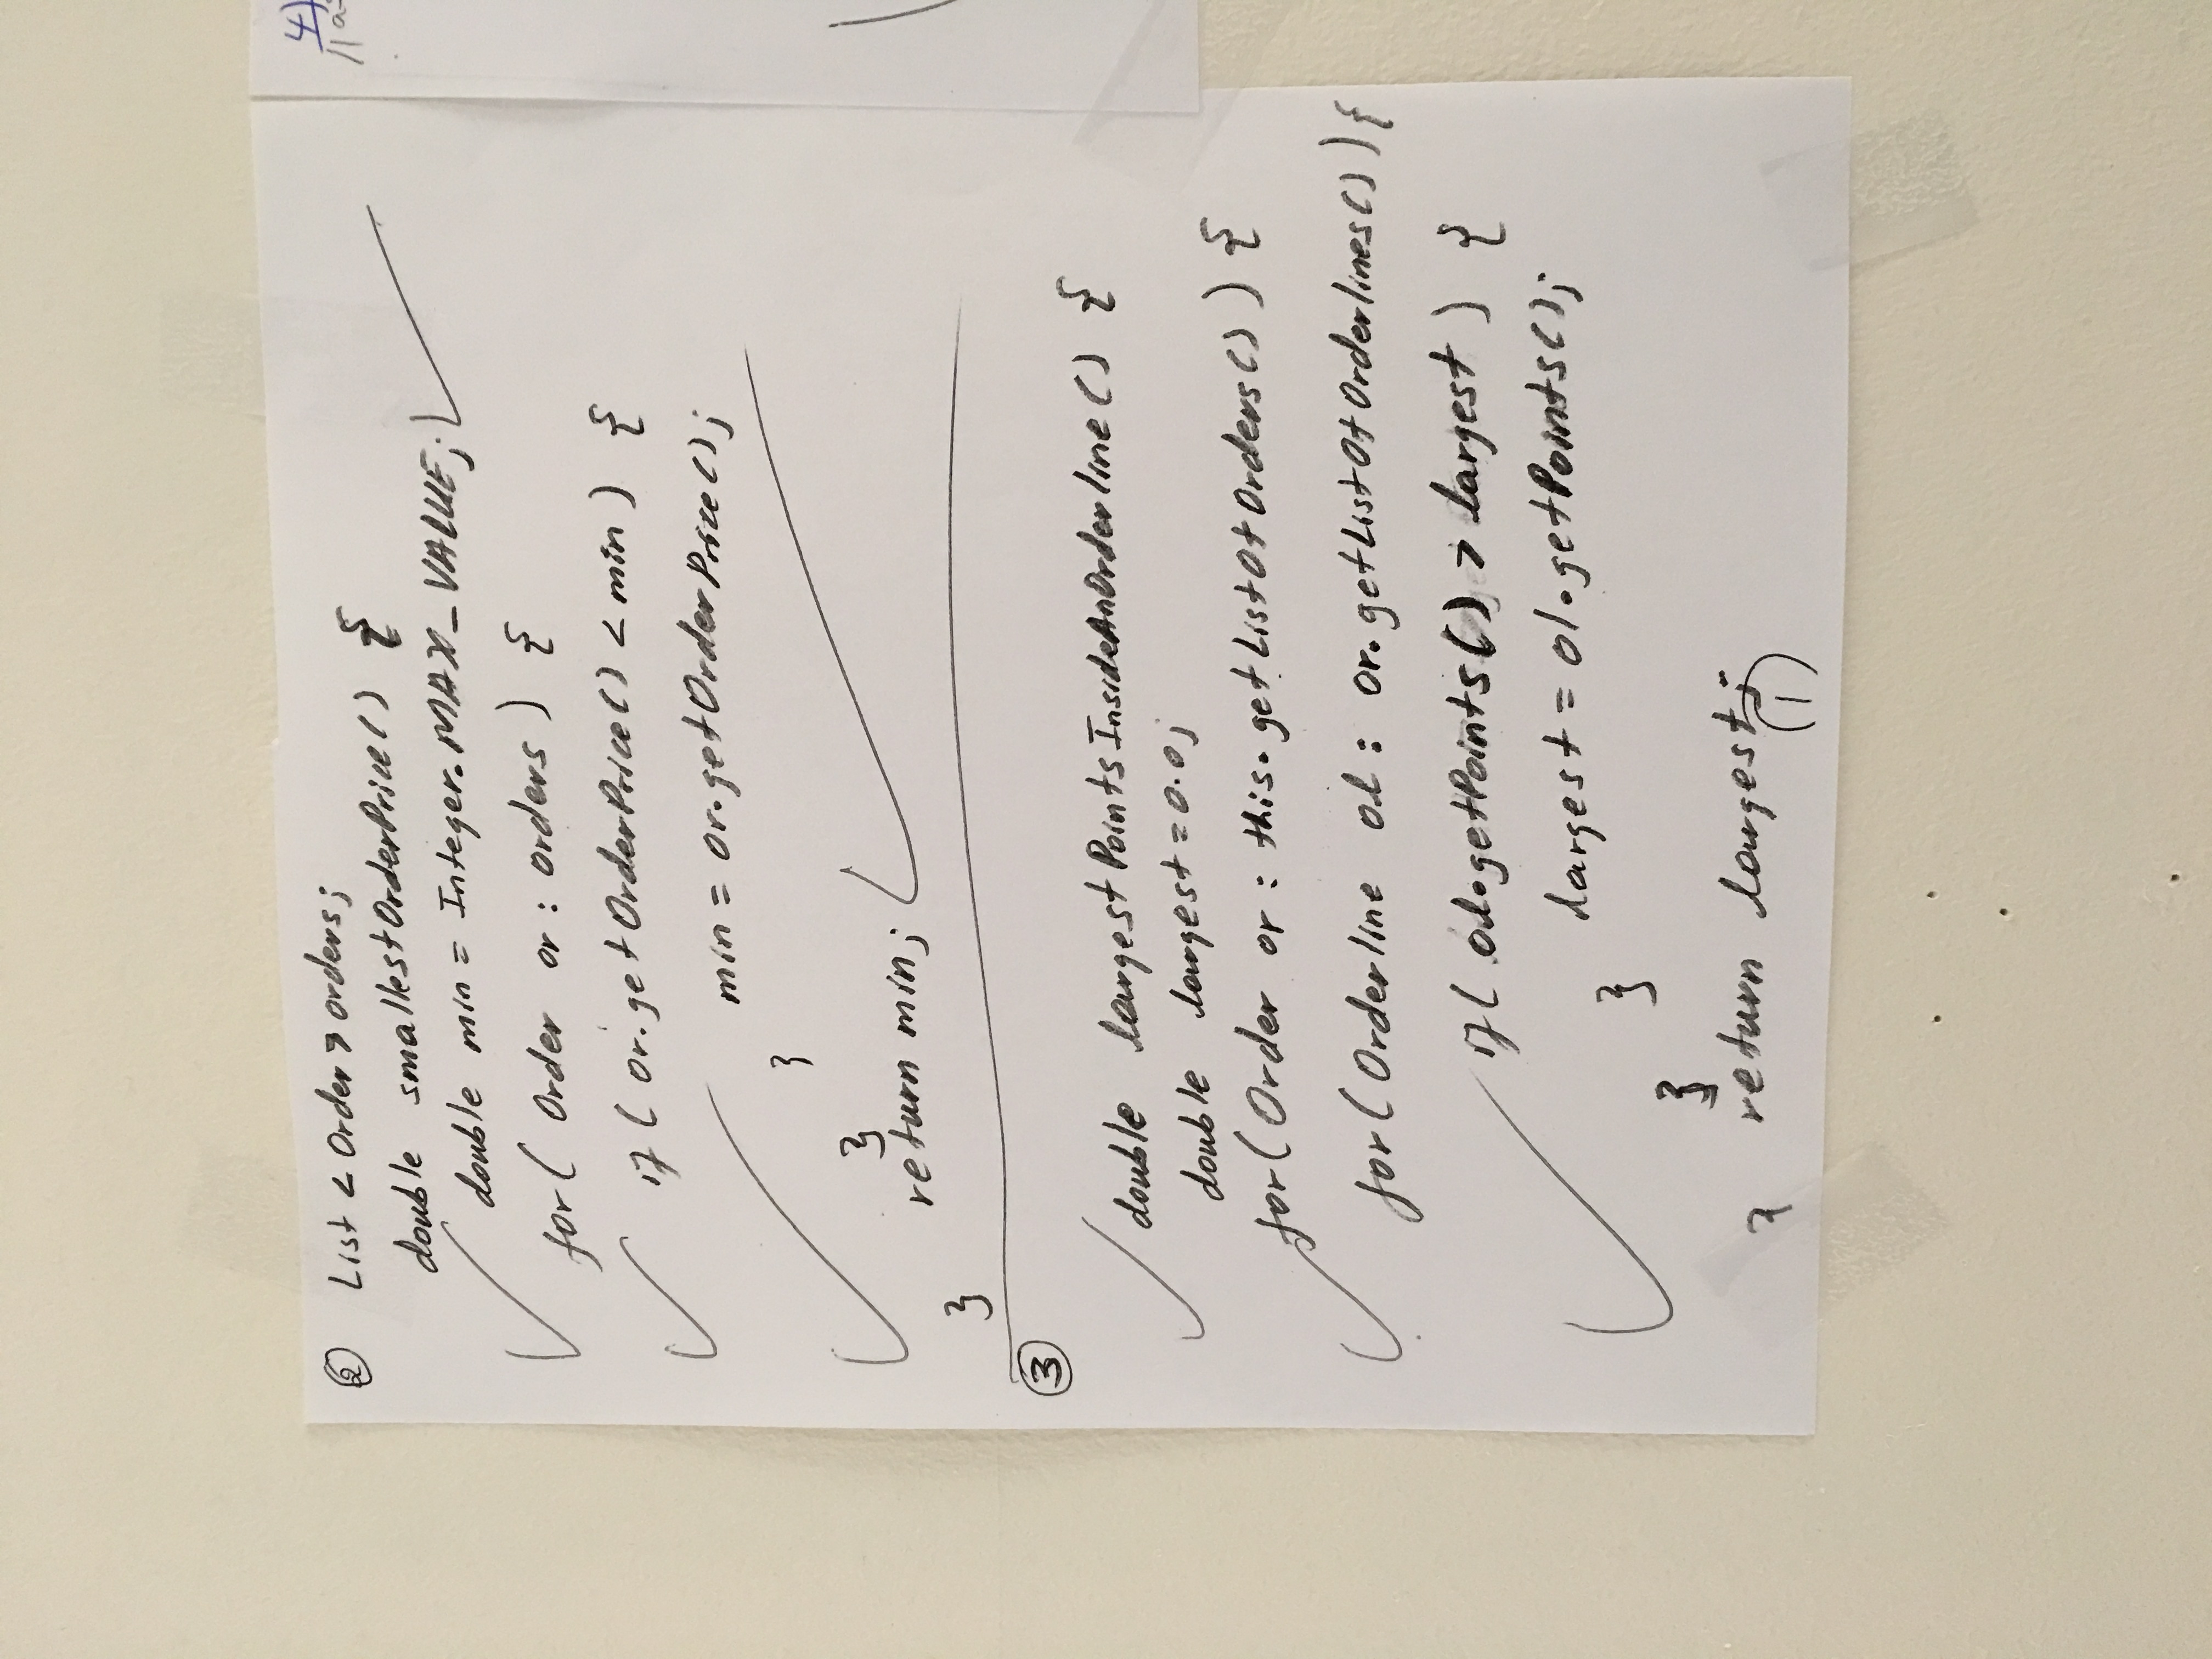 ② List < Order > orders;
double smallestOrderPrice() {
double min = Integer.MAX_VALUE;
for( Order or : orders ) {
if( or.getOrderPrice() < min ) {
min = or.getOrderPrice();
}
}
return min;
}
③
double largestPointsInsideAnOrderline() {
double largest = 0.0;
for( Order or : this.getListOfOrders() ) {
for( Orderline ol : or.getListOfOrderlines() ) {
if( ol.getPoints() > largest ) {
largest = ol.getPoints();
}
}
return largest;
}
(1)
4)
//a